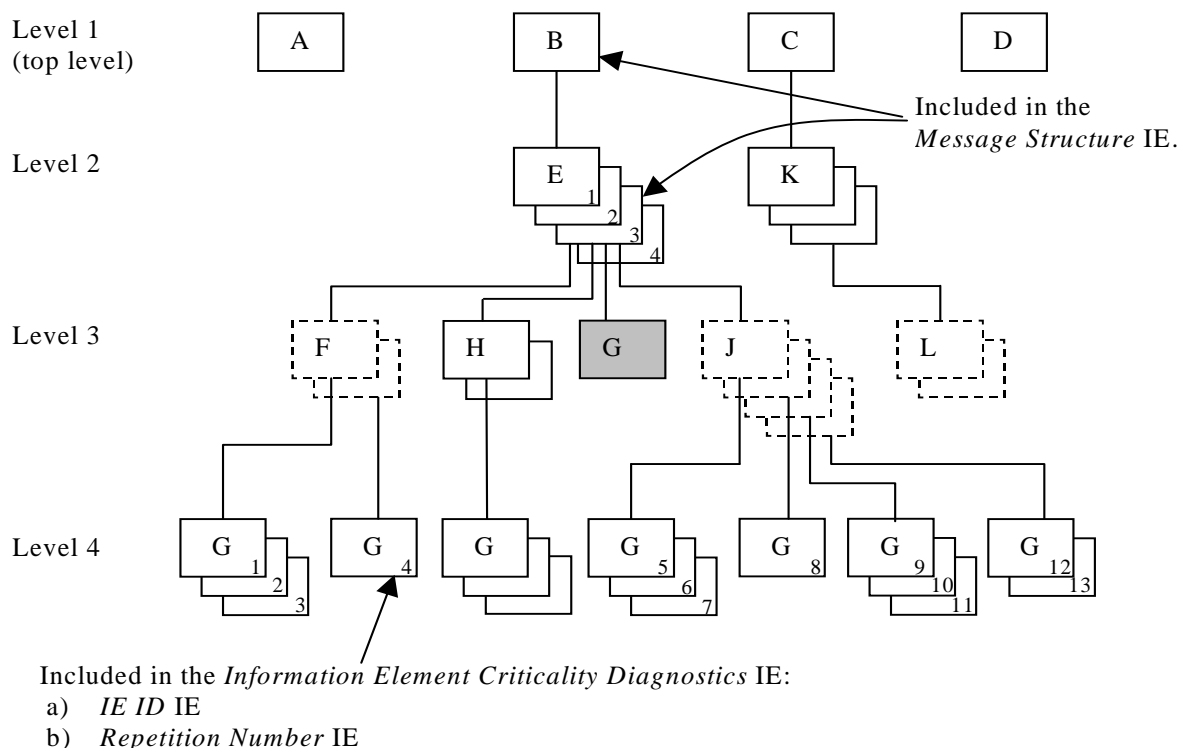 Level 1
(top level)
A
B
C
D
Included in the
Message Structure IE.
Level 2
E
1
2
3
4
K
Level 3
F
H
G
J
L
Level 4
G
1
2
3
G
4
G
G
5
6
7
G
8
G
9
10
11
G
12
13
Included in the Information Element Criticality Diagnostics IE:
a) IE ID IE
b) Repetition Number IE